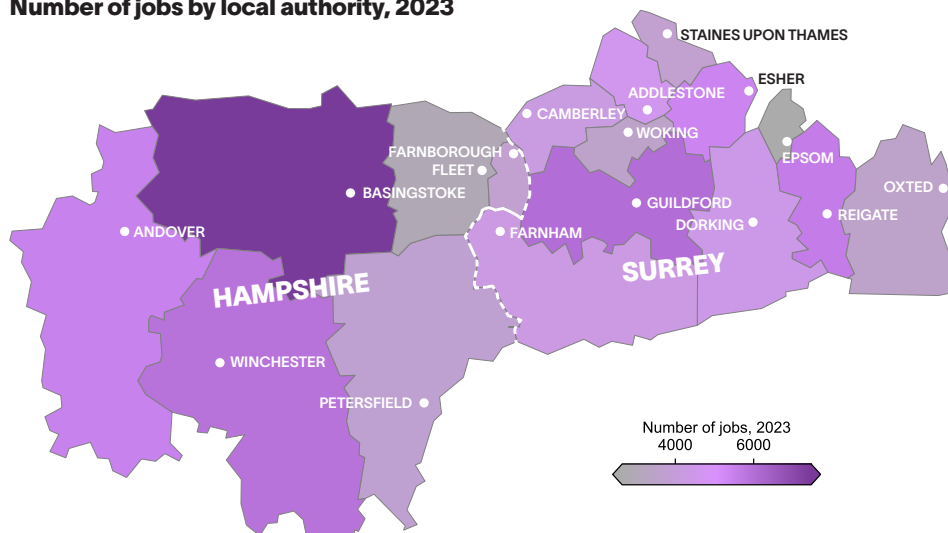 Number of jobs by local authority, 2023
STAINES UPON THAMES
ESHER
ADDLESTONE
CAMBERLEY
WOKING
FARNBOROUGH
FLEET
EPSOM
BASINGSTOKE
OXTED
GUILDFORD
REIGATE
DORKING
ANDOVER
FARNHAM
SURREY
HAMPSHIRE
WINCHESTER
PETERSFIELD
Number of jobs, 2023
4000 6000